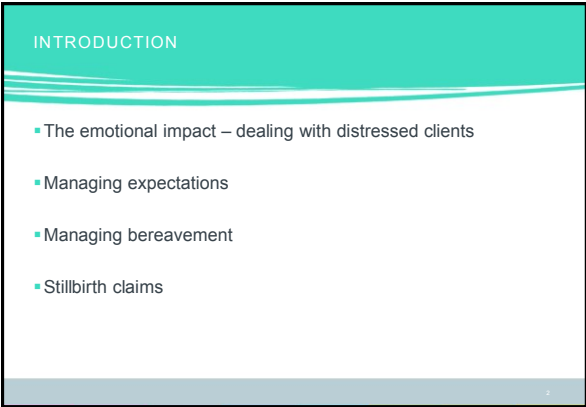 INTRODUCTION
▪The emotional impact – dealing with distressed clients
▪Managing expectations
▪Managing bereavement
▪Stillbirth claims
2